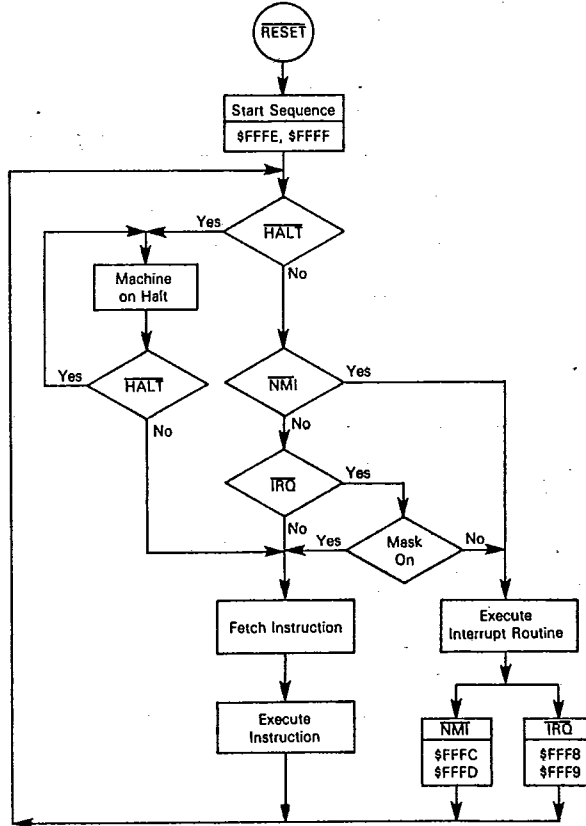 RESET
Start Sequence
$FFFE, $FFFF
HALT
Yes
No
Machine
on Halt
HALT
Yes
No
NMI
Yes
No
IRQ
Yes
No
Mask
On
Yes
No
Fetch Instruction
Execute
Interrupt Routine
Execute
Instruction
NMI
$FFFC
$FFFD
IRQ
$FFF8
$FFF9